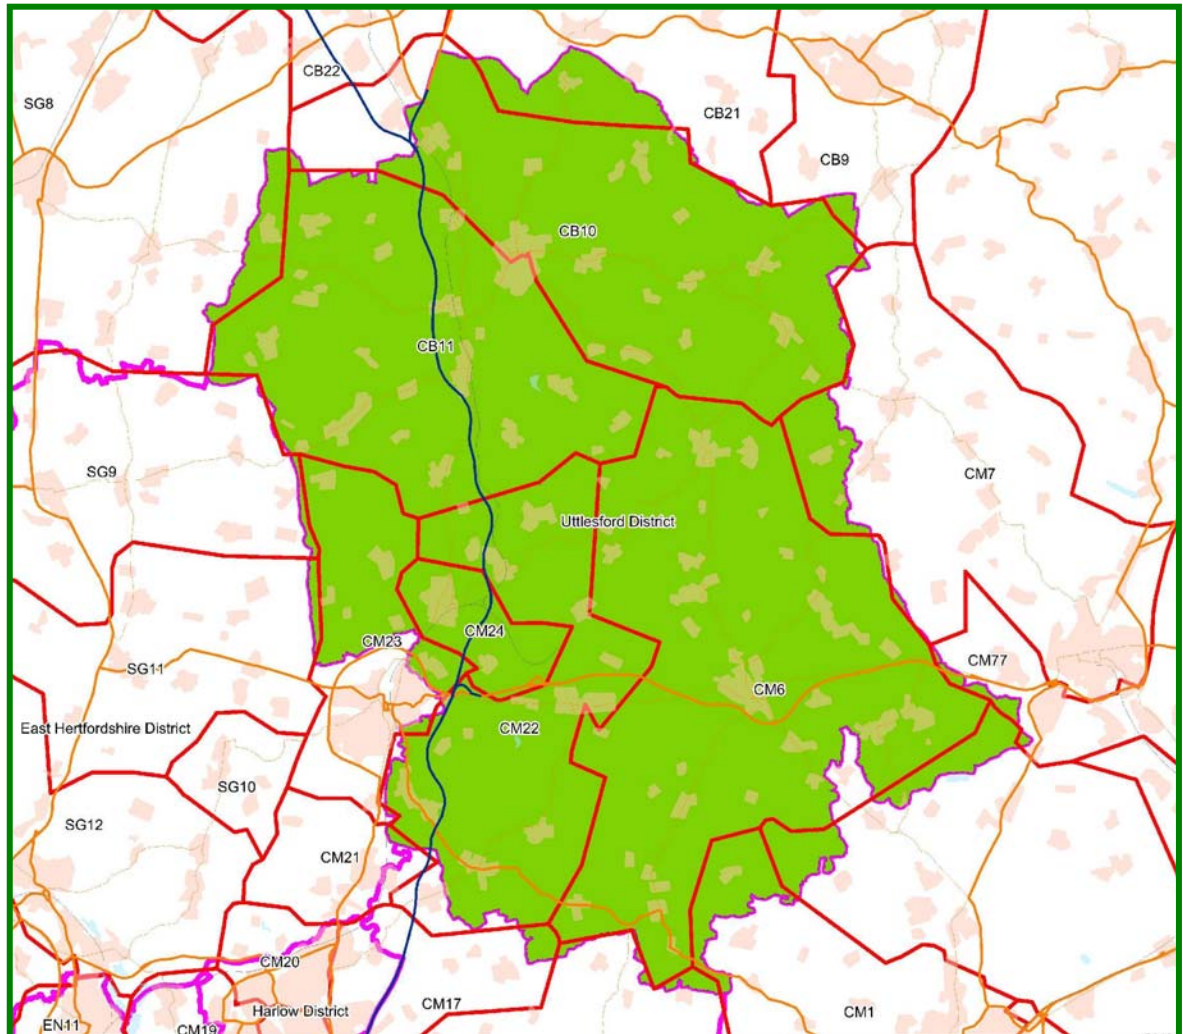 CB22
SG8
CB21
CB9
CB10
CB11
SG9
CM7
Uttlesford District
CM24
CM23
CM77
SG11
CM6
East Hertfordshire District
CM22
SG10
SG12
CM21
CM20
CM17
Harlow District
CM1
EN11
CM19